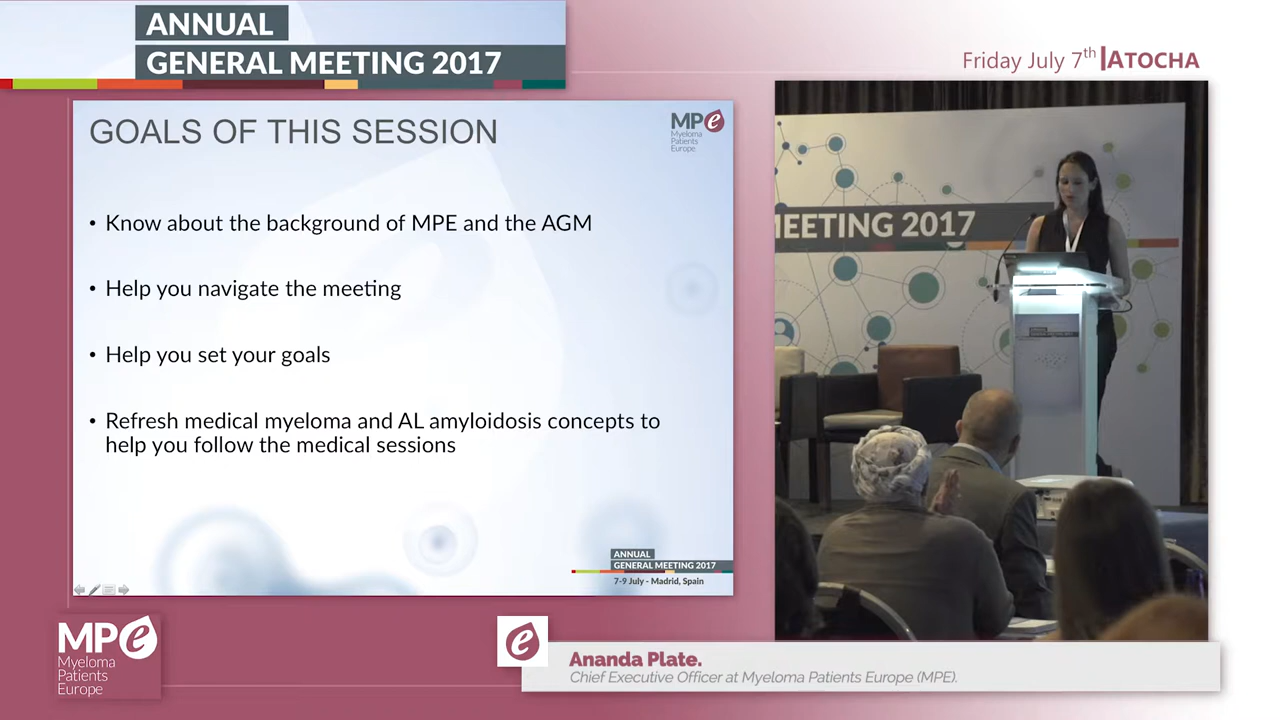 ANNUAL
GENERAL MEETING 2017
Friday July 7th |ATOCHA
GOALS OF THIS SESSION
MPe
Myeloma
Patients
Europe
• Know about the background of MPE and the AGM
• Help you navigate the meeting
• Help you set your goals
• Refresh medical myeloma and AL amyloidosis concepts to
help you follow the medical sessions
ANNUAL
GENERAL MEETING 2017
7-9 July - Madrid, Spain
MEETING 2017
MPe
Myeloma
Patients
Europe
e
Ananda Plate.
Chief Executive Officer at Myeloma Patients Europe (MPE).